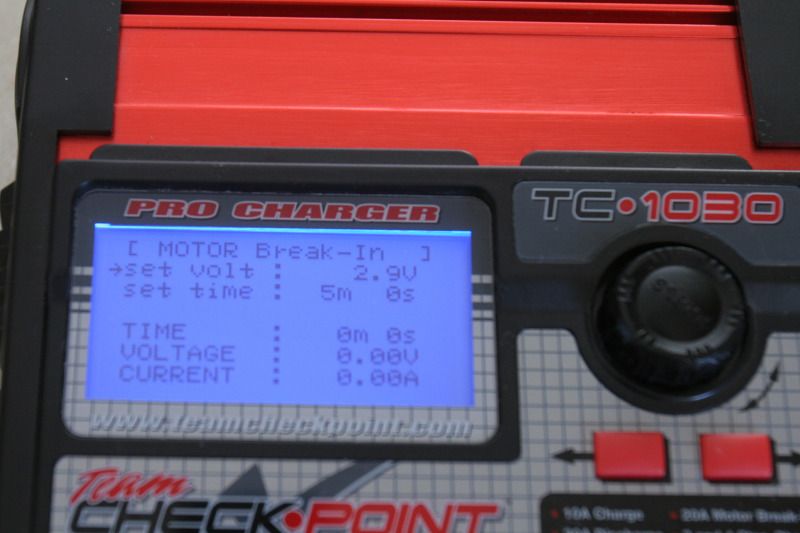 PRO CHARGER
TC•1030
[ MOTOR Break-In ]
→set volt : 2.9V
set time : 5m 0s
TIME : 0m 0s
VOLTAGE : 0.00V
CURRENT : 0.00A
www.teamcheckpoint.com
Team
CHECK•POINT
10A Charge
20A Motor Break-